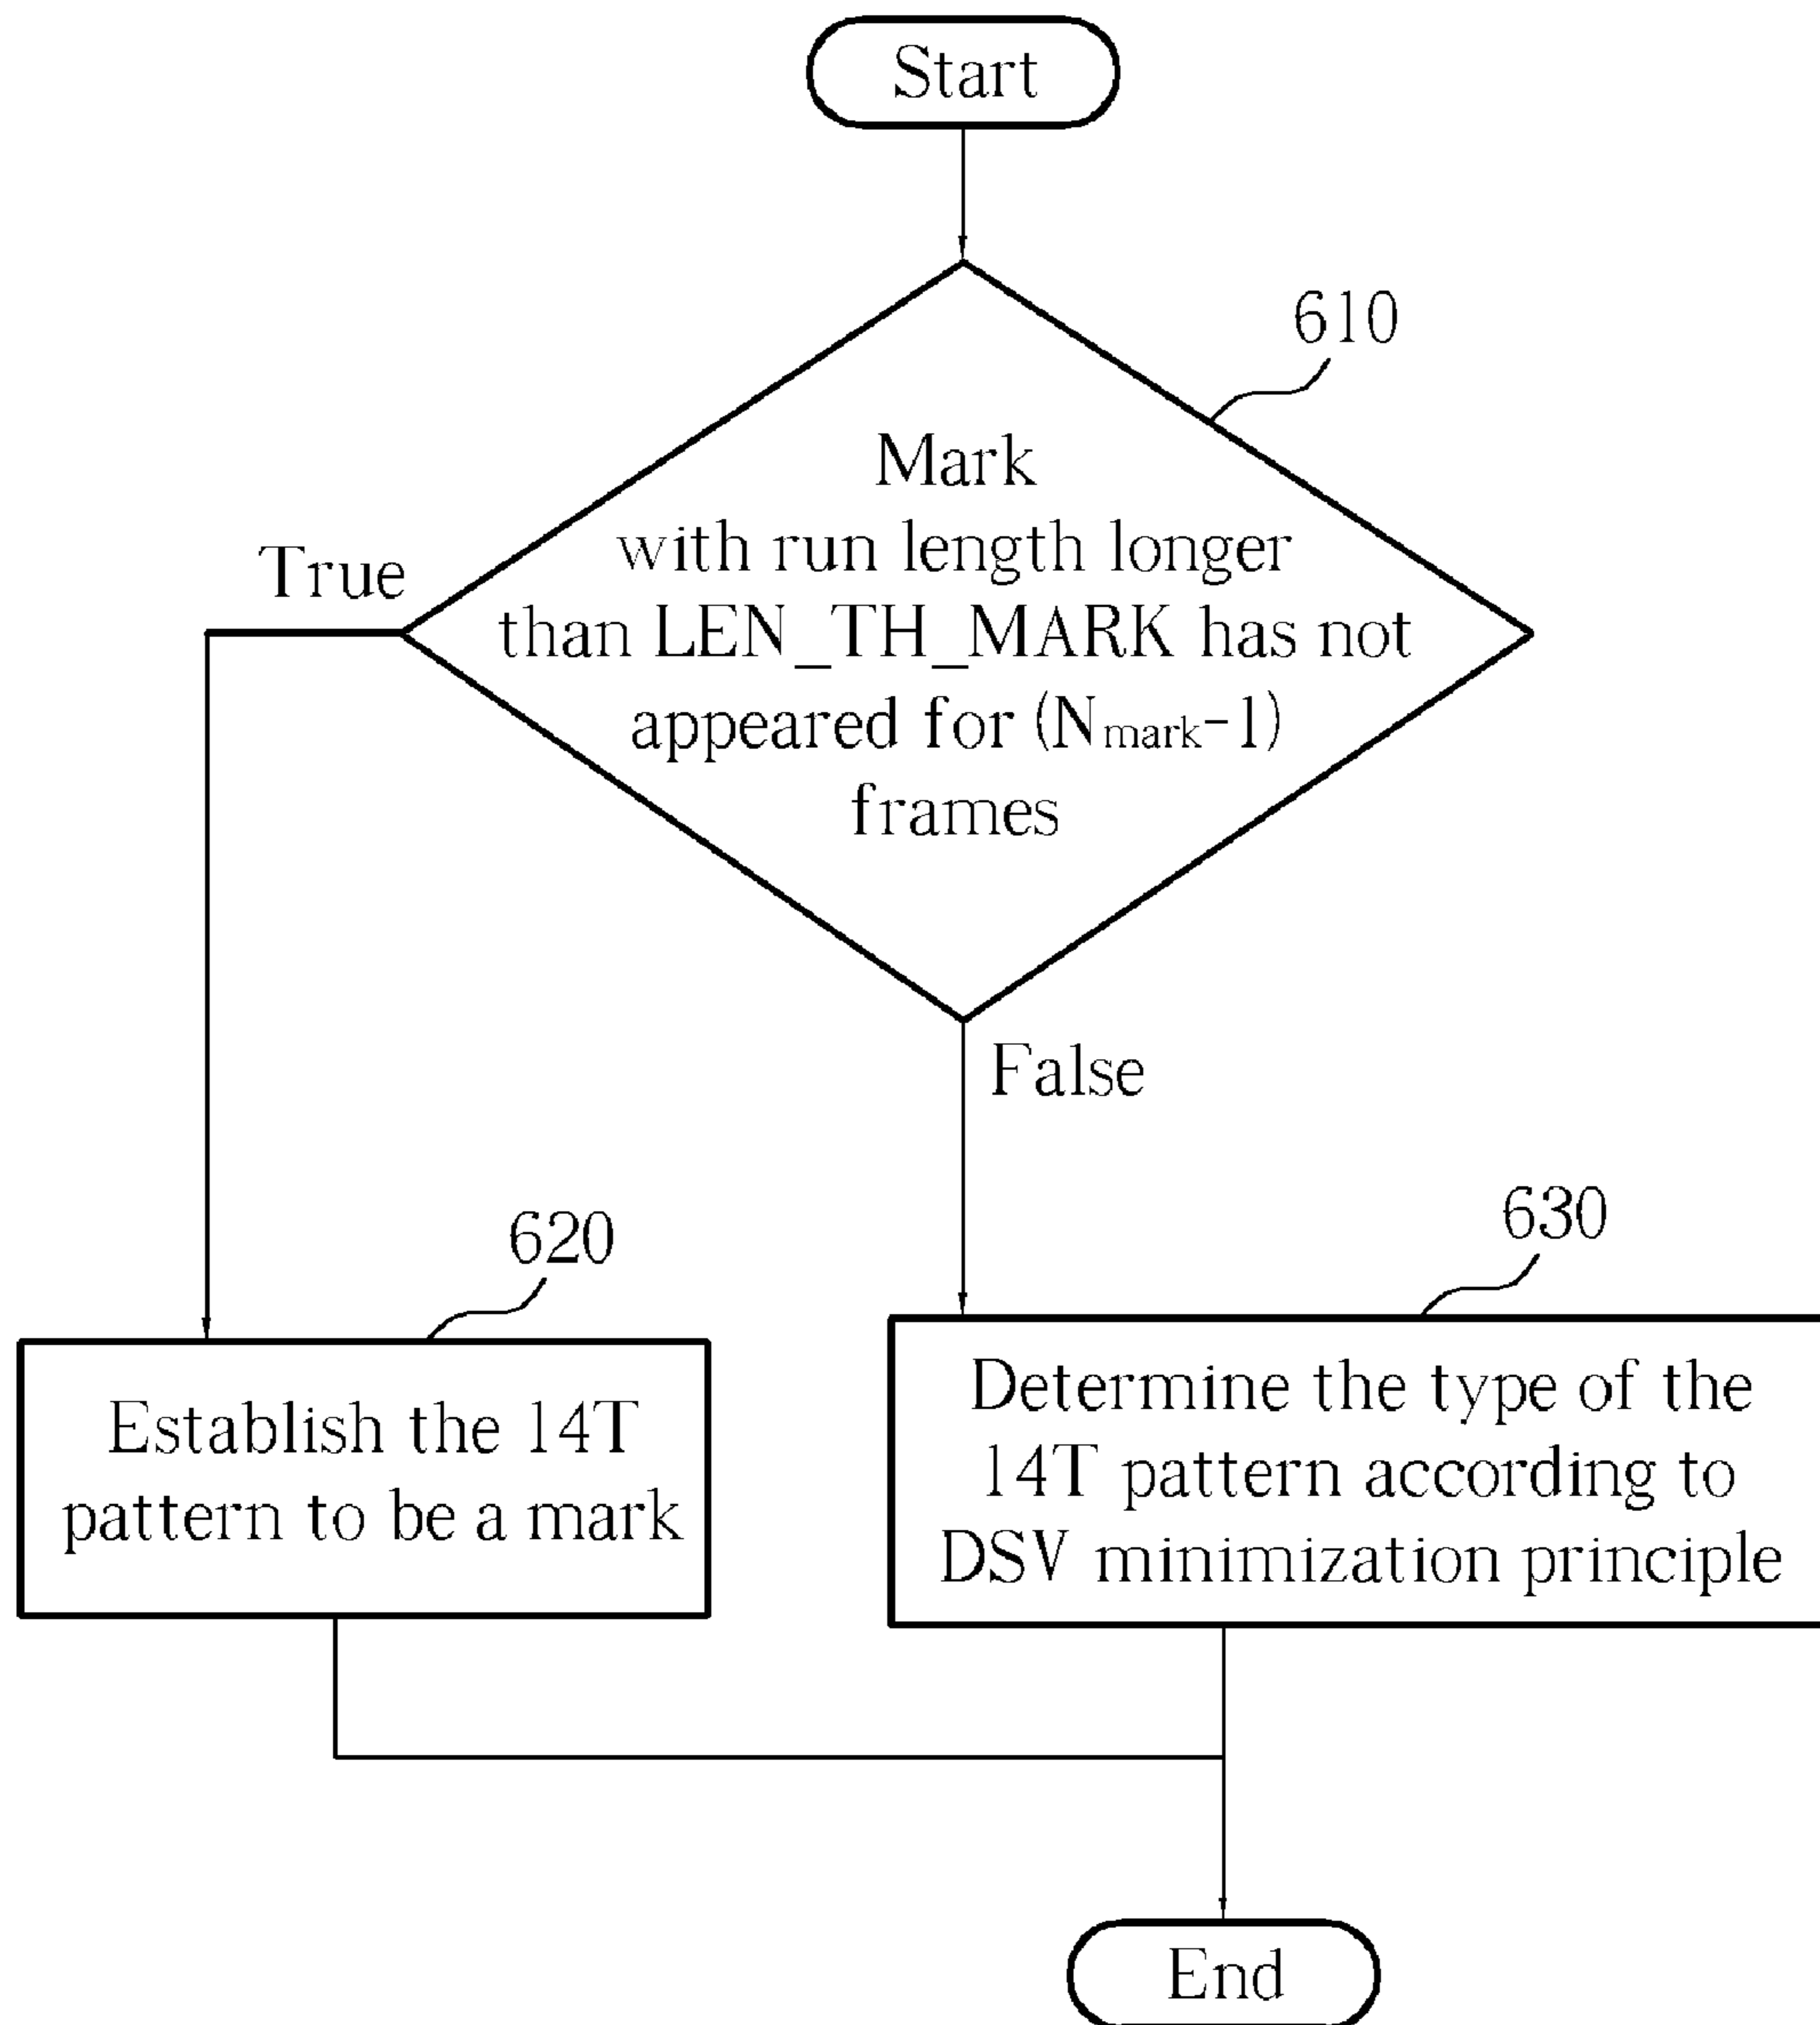 Start
610
Mark
with run length longer
than LEN_TH_MARK has not
appeared for (Nmark-1)
frames
True
False
620
630
Establish the 14T
pattern to be a mark
Determine the type of the
14T pattern according to
DSV minimization principle
End